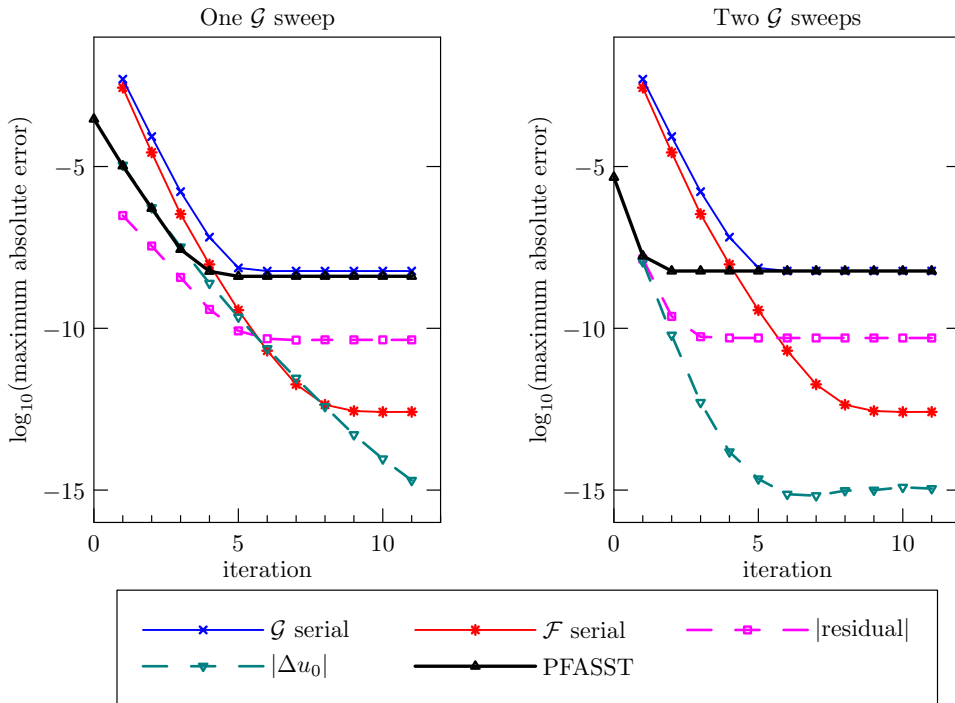 One 𝒢 sweep
Two 𝒢 sweeps
log₁₀(maximum absolute error)
−5
−10
−15
0
5
10
iteration
log₁₀(maximum absolute error)
−5
−10
−15
0
5
10
iteration
𝒢 serial
ℱ serial
|residual|
|Δu₀|
PFASST